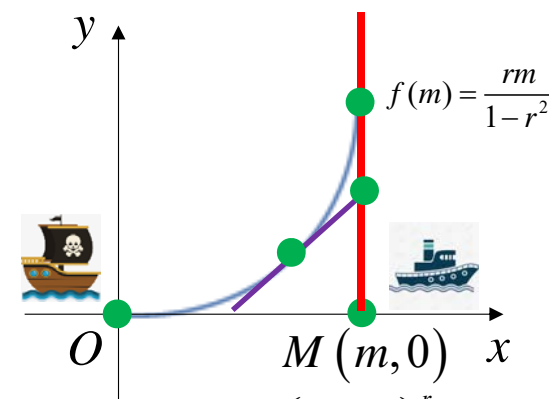 y
f(m) = rm / (1 − r²)
O
M (m, 0)
x